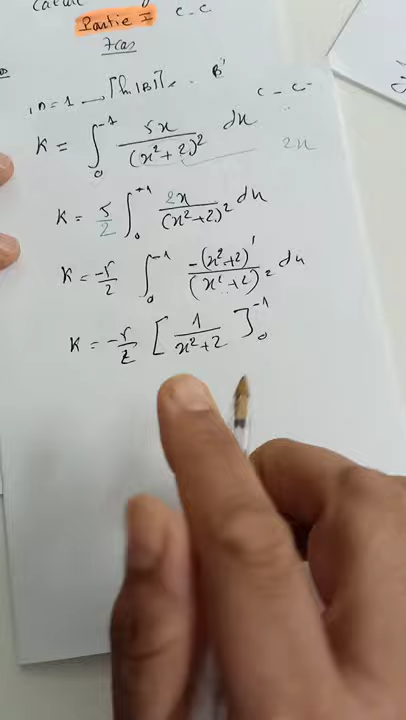 Partie I
c-c
7cas
n=1 → [ln|B|] B'
c-c-
K = ∫₀⁻¹ 5x/(x²+2)² dx 2x
K = 5/2 ∫₀⁻¹ 2x/(x²+2)² dx
K = -5/2 ∫₀⁻¹ -(x²+2)'/(x²+2)² dx
K = -5/2 [1/(x²+2)]₀⁻¹